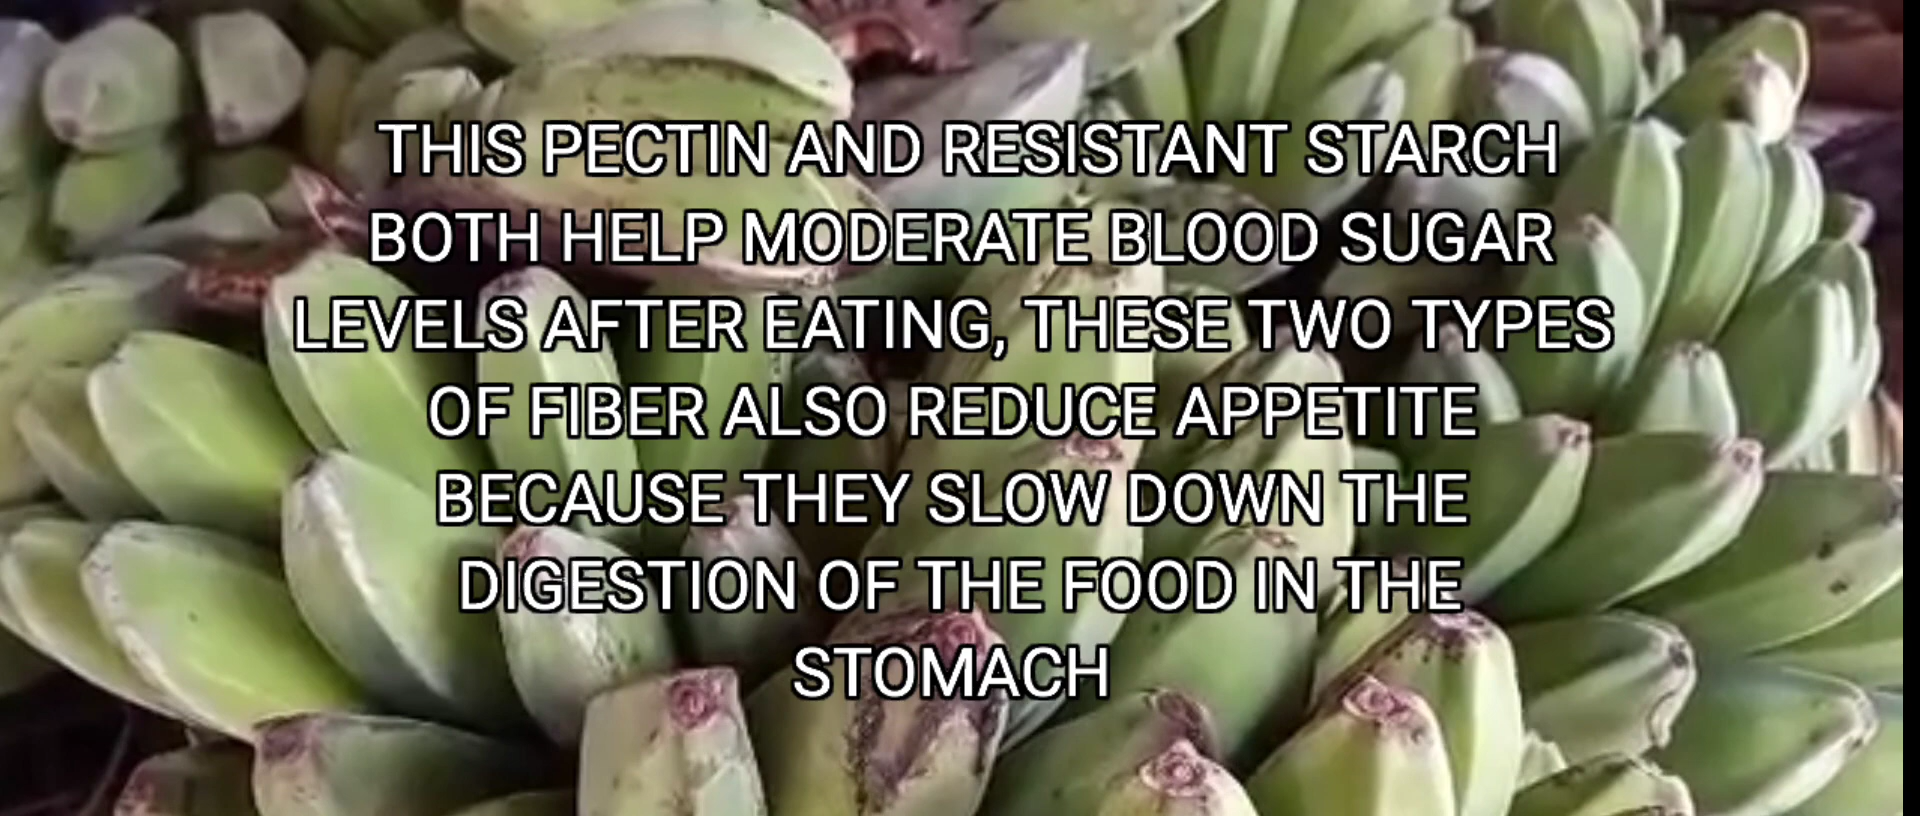 THIS PECTIN AND RESISTANT STARCH
BOTH HELP MODERATE BLOOD SUGAR
LEVELS AFTER EATING, THESE TWO TYPES
OF FIBER ALSO REDUCE APPETITE
BECAUSE THEY SLOW DOWN THE
DIGESTION OF THE FOOD IN THE
STOMACH